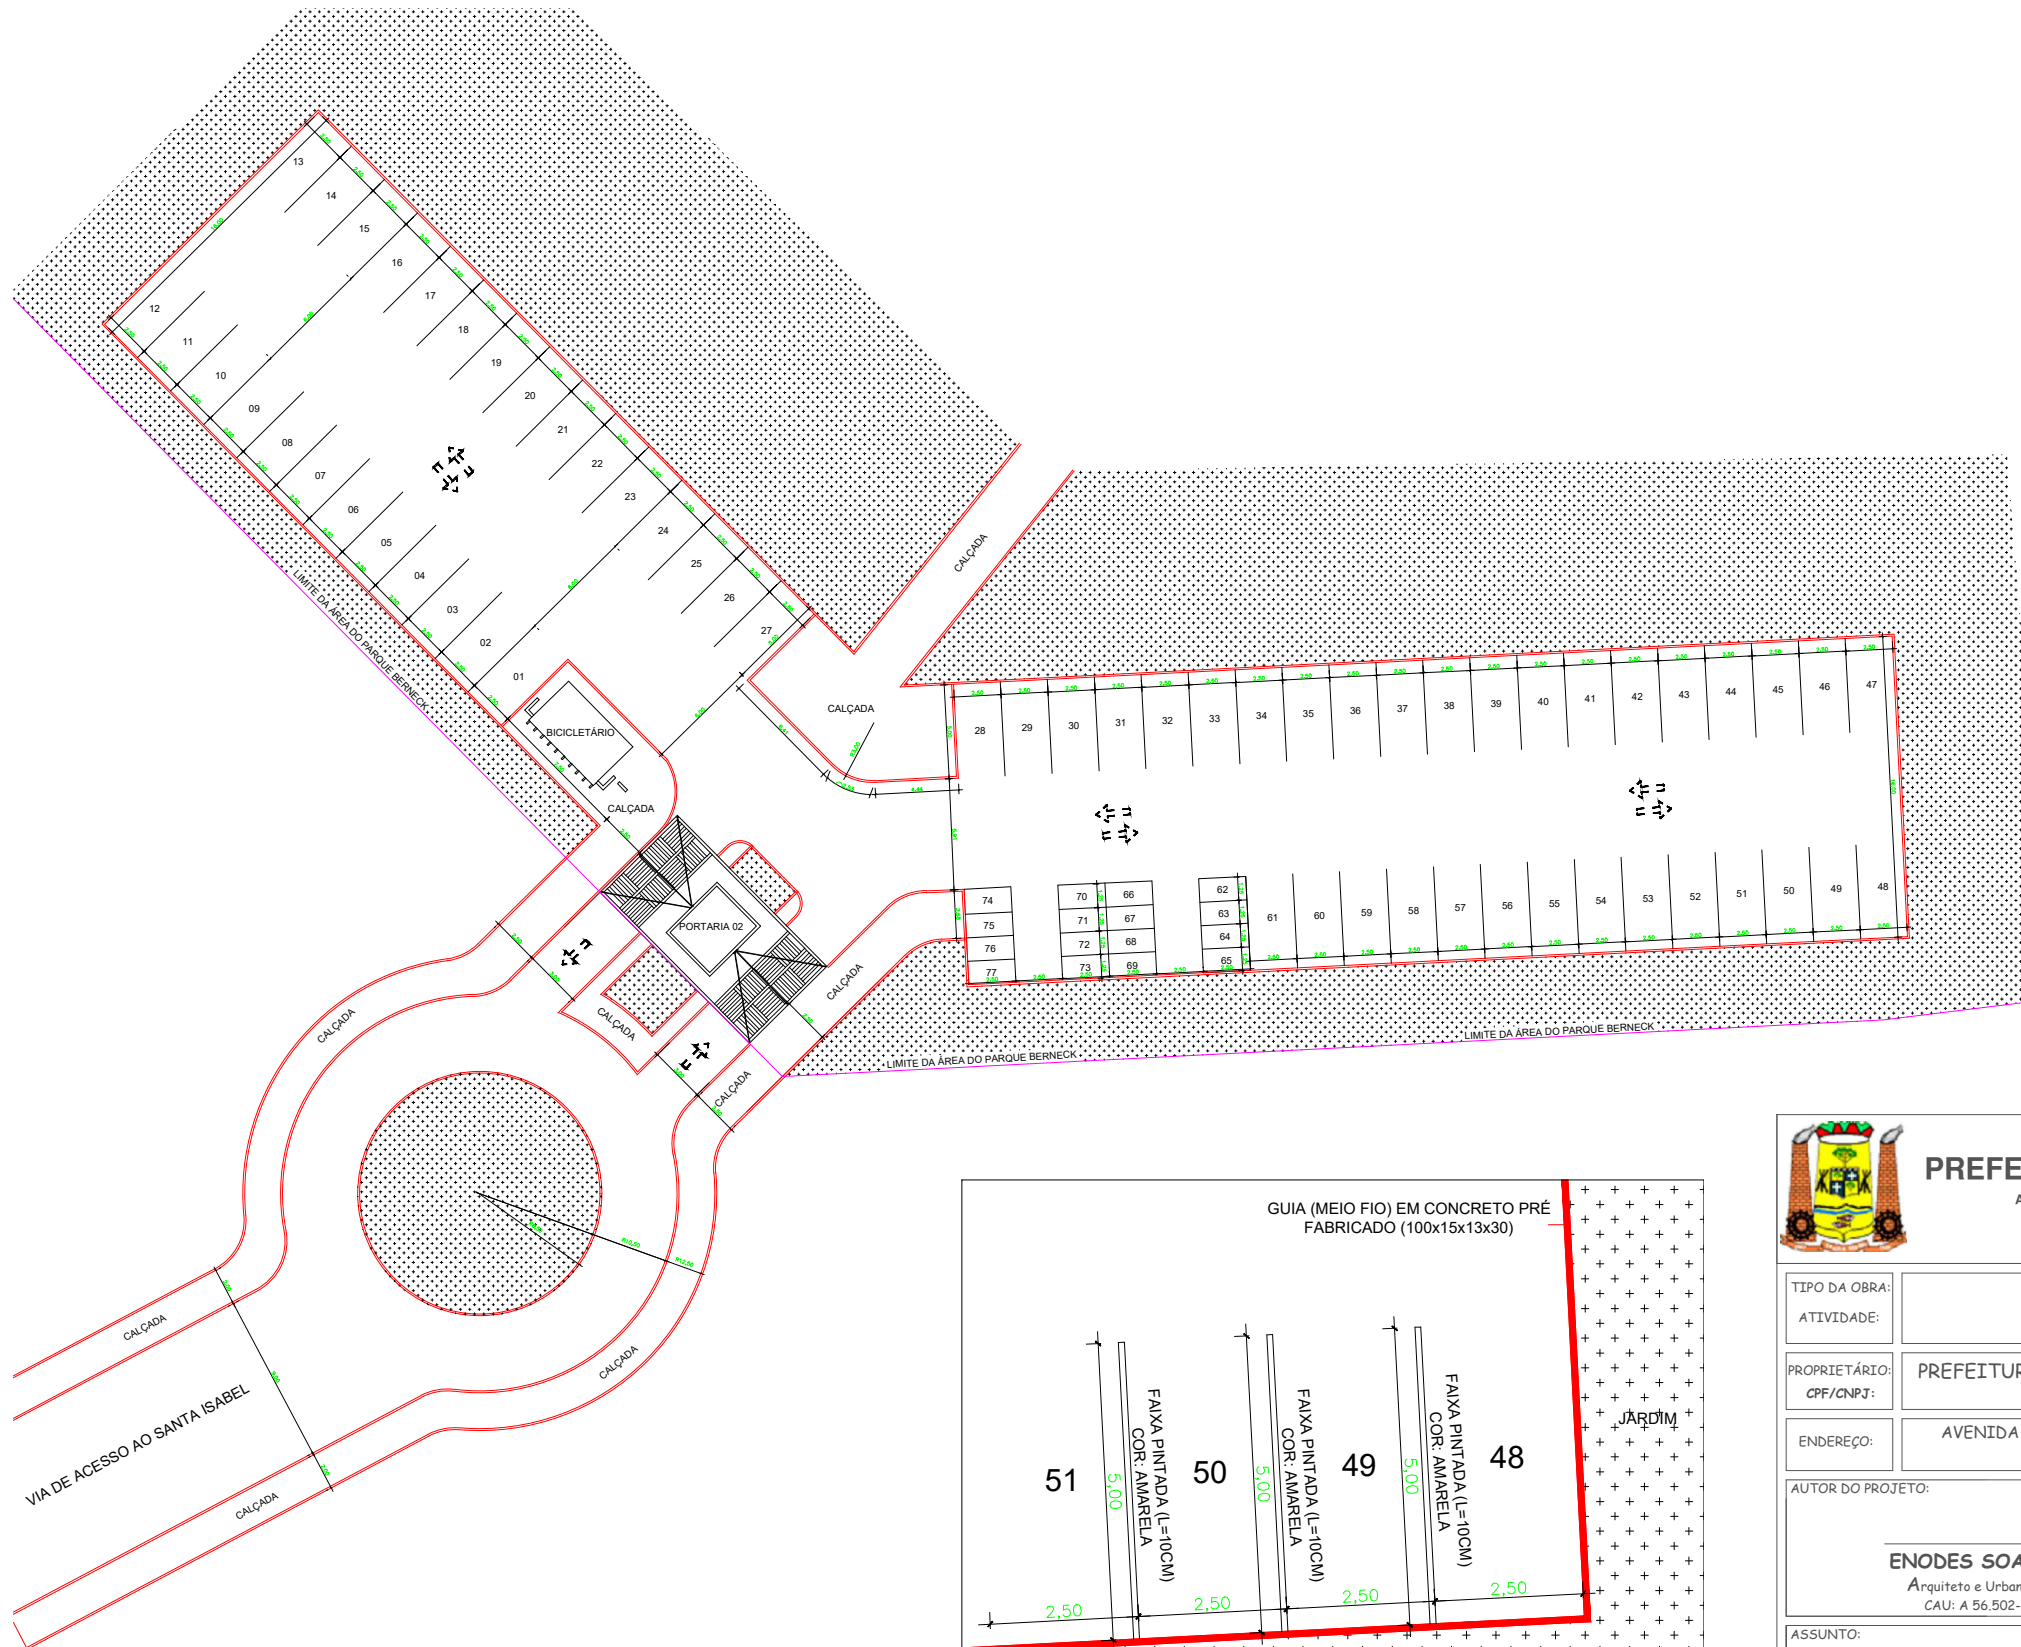 13
14
15
16
17
18
19
20
21
22
23
24
25
26
27
12
11
10
09
08
07
06
05
04
03
02
01
LIMITE DA ÁREA DO PARQUE BERNECK
BICICLETÁRIO
CALÇADA
CALÇADA
CALÇADA
PORTARIA 02
28
29
30
31
32
33
34
35
36
37
38
39
40
41
42
43
44
45
46
47
74
75
76
77
70
71
72
73
66
67
68
69
62
63
64
65
61
60
59
58
57
56
55
54
53
52
51
50
49
48
CALÇADA
CALÇADA
CALÇADA
CALÇADA
LIMITE DA ÁREA DO PARQUE BERNECK
LIMITE DA ÁREA DO PARQUE BERNECK
CALÇADA
CALÇADA
CALÇADA
VIA DE ACESSO AO SANTA ISABEL
GUIA (MEIO FIO) EM CONCRETO PRÉ
FABRICADO (100x15x13x30)
51
5,00
FAIXA PINTADA (L=10CM)
COR: AMARELA
50
5,00
FAIXA PINTADA (L=10CM)
COR: AMARELA
49
5,00
FAIXA PINTADA (L=10CM)
COR: AMARELA
48
JARDIM
2,50
2,50
2,50
2,50
PREFE
A
TIPO DA OBRA:
ATIVIDADE:
PROPRIETÁRIO:
CPF/CNPJ:
PREFEITUR
ENDEREÇO:
AVENIDA
AUTOR DO PROJETO:
ENODES SOA
Arquiteto e Urban
CAU: A 56.502-
ASSUNTO: